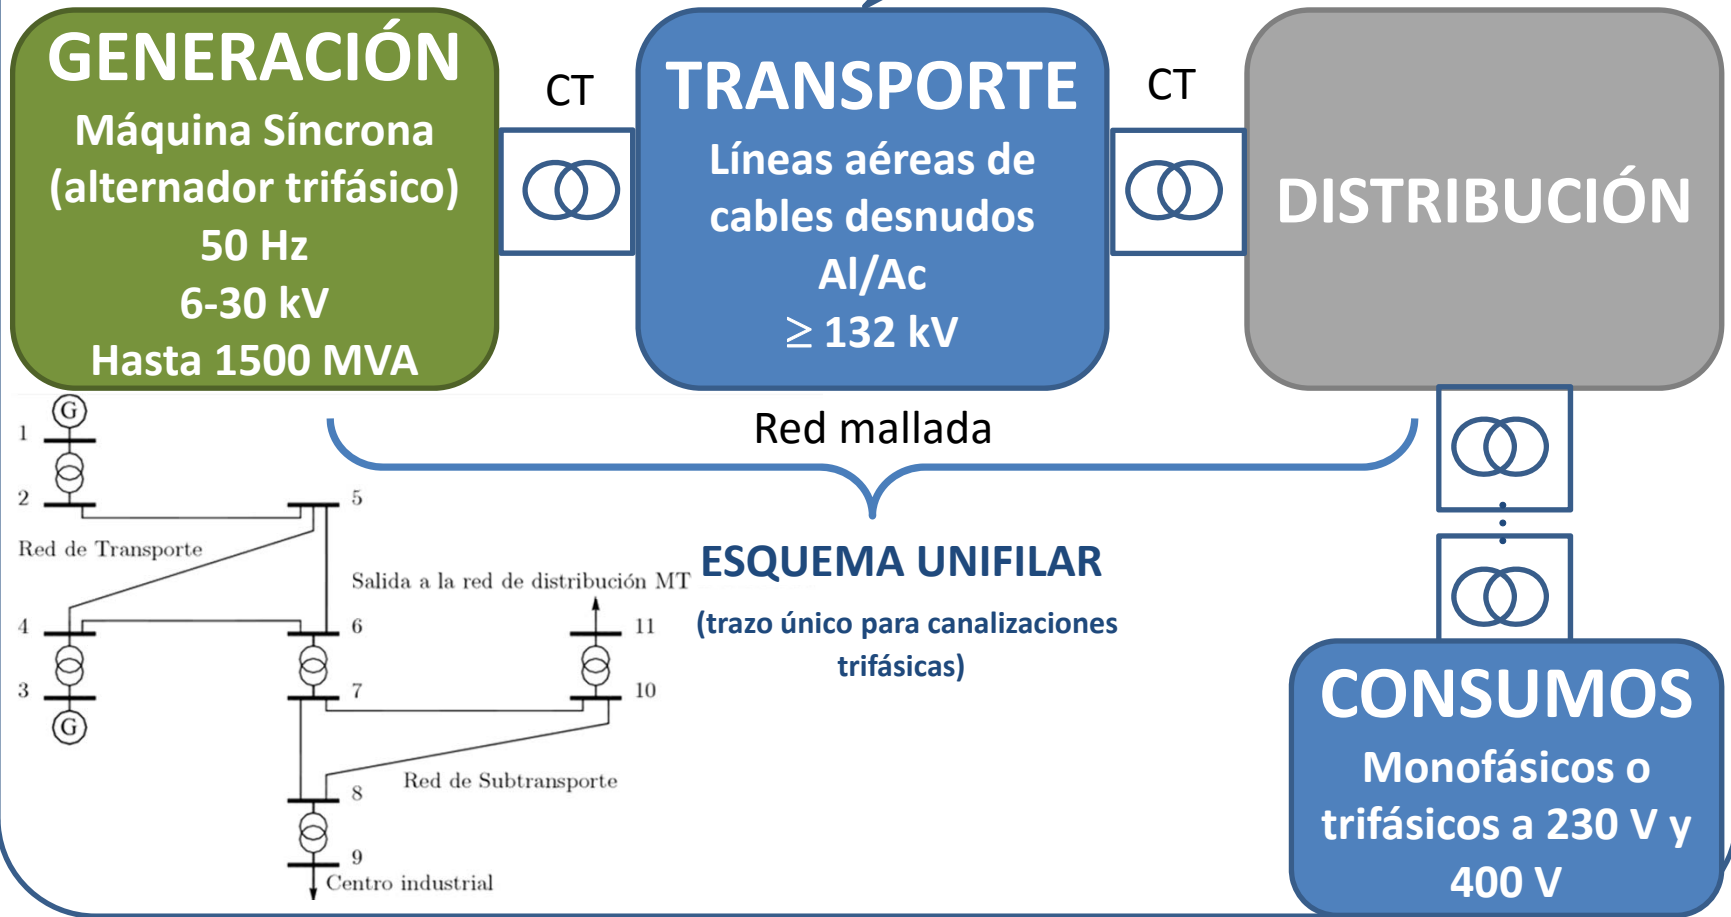 GENERACIÓN
Máquina Síncrona
(alternador trifásico)
50 Hz
6-30 kV
Hasta 1500 MVA
CT
TRANSPORTE
Líneas aéreas de
cables desnudos
Al/Ac
≥ 132 kV
CT
DISTRIBUCIÓN
Red mallada
ESQUEMA UNIFILAR
(trazo único para canalizaciones
trifásicas)
G
1
2
5
Red de Transporte
Salida a la red de distribución MT
4
6
11
3
7
10
G
Red de Subtransporte
8
9
Centro industrial
CONSUMOS
Monofásicos o
trifásicos a 230 V y
400 V